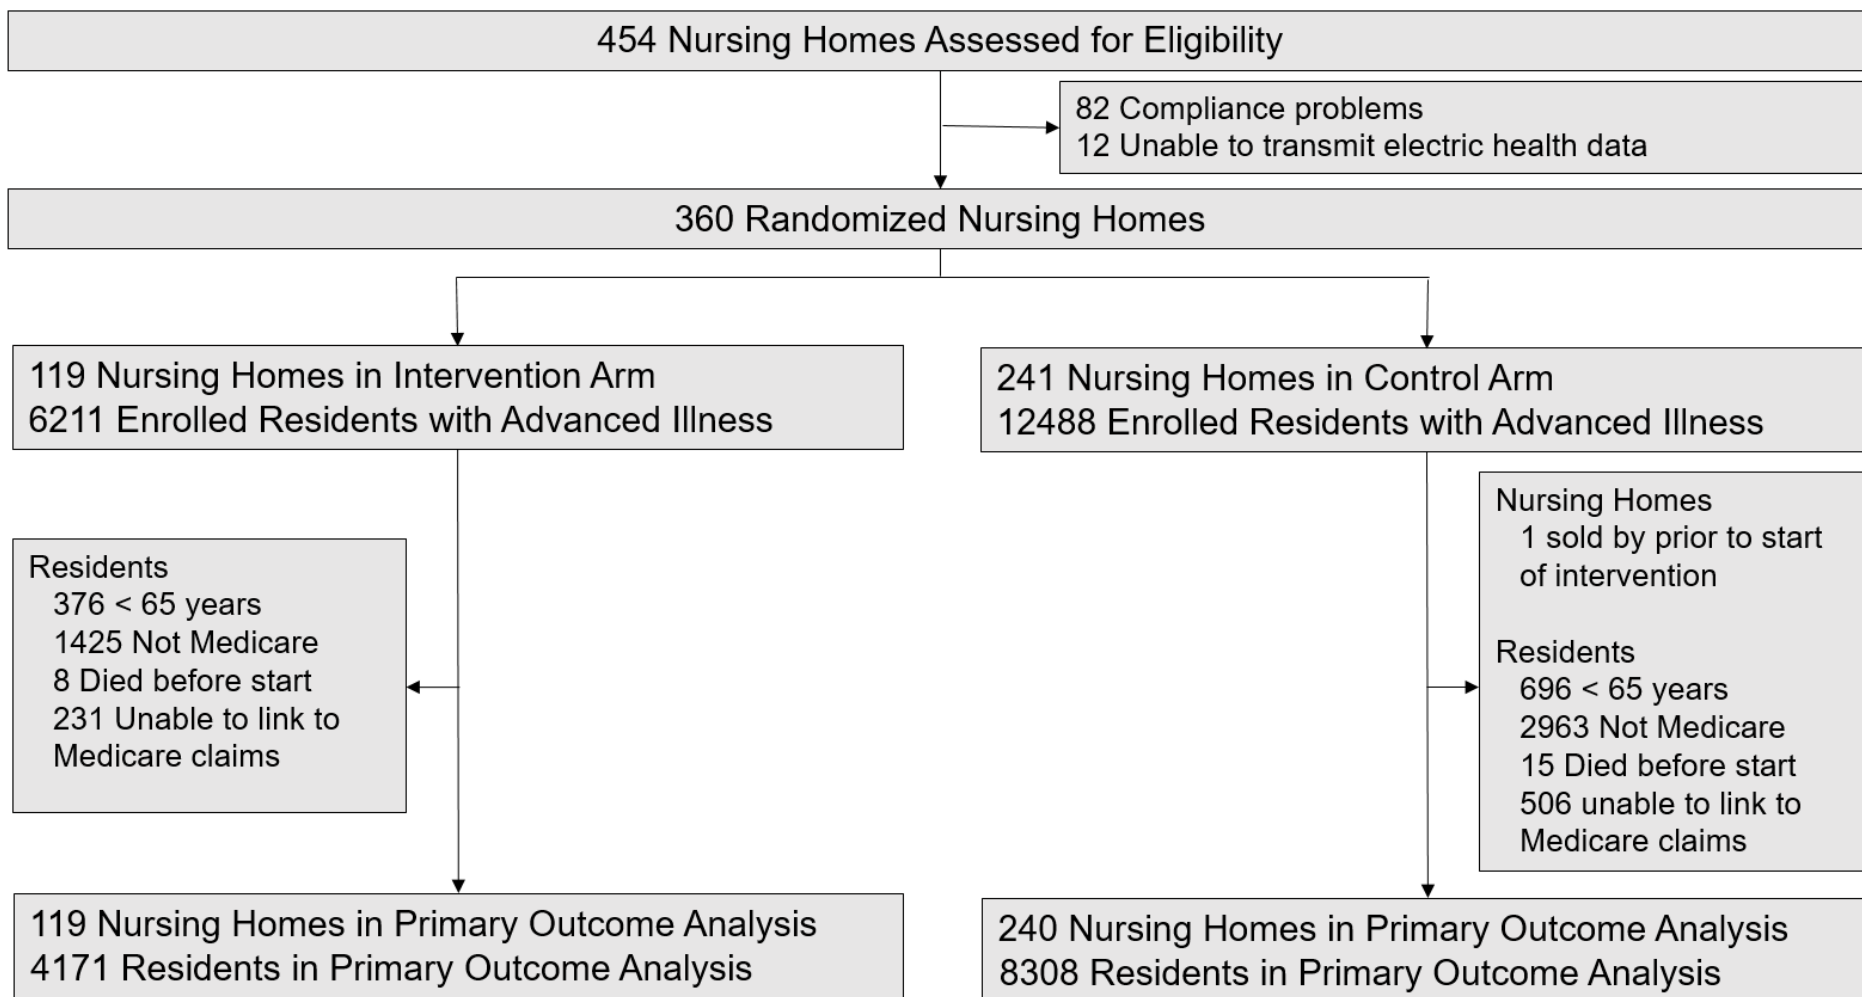 454 Nursing Homes Assessed for Eligibility
82 Compliance problems
12 Unable to transmit electric health data
360 Randomized Nursing Homes
119 Nursing Homes in Intervention Arm
6211 Enrolled Residents with Advanced Illness
241 Nursing Homes in Control Arm
12488 Enrolled Residents with Advanced Illness
Residents
376 < 65 years
1425 Not Medicare
8 Died before start
231 Unable to link to
Medicare claims
Nursing Homes
1 sold by prior to start
of intervention
Residents
696 < 65 years
2963 Not Medicare
15 Died before start
506 unable to link to
Medicare claims
119 Nursing Homes in Primary Outcome Analysis
4171 Residents in Primary Outcome Analysis
240 Nursing Homes in Primary Outcome Analysis
8308 Residents in Primary Outcome Analysis